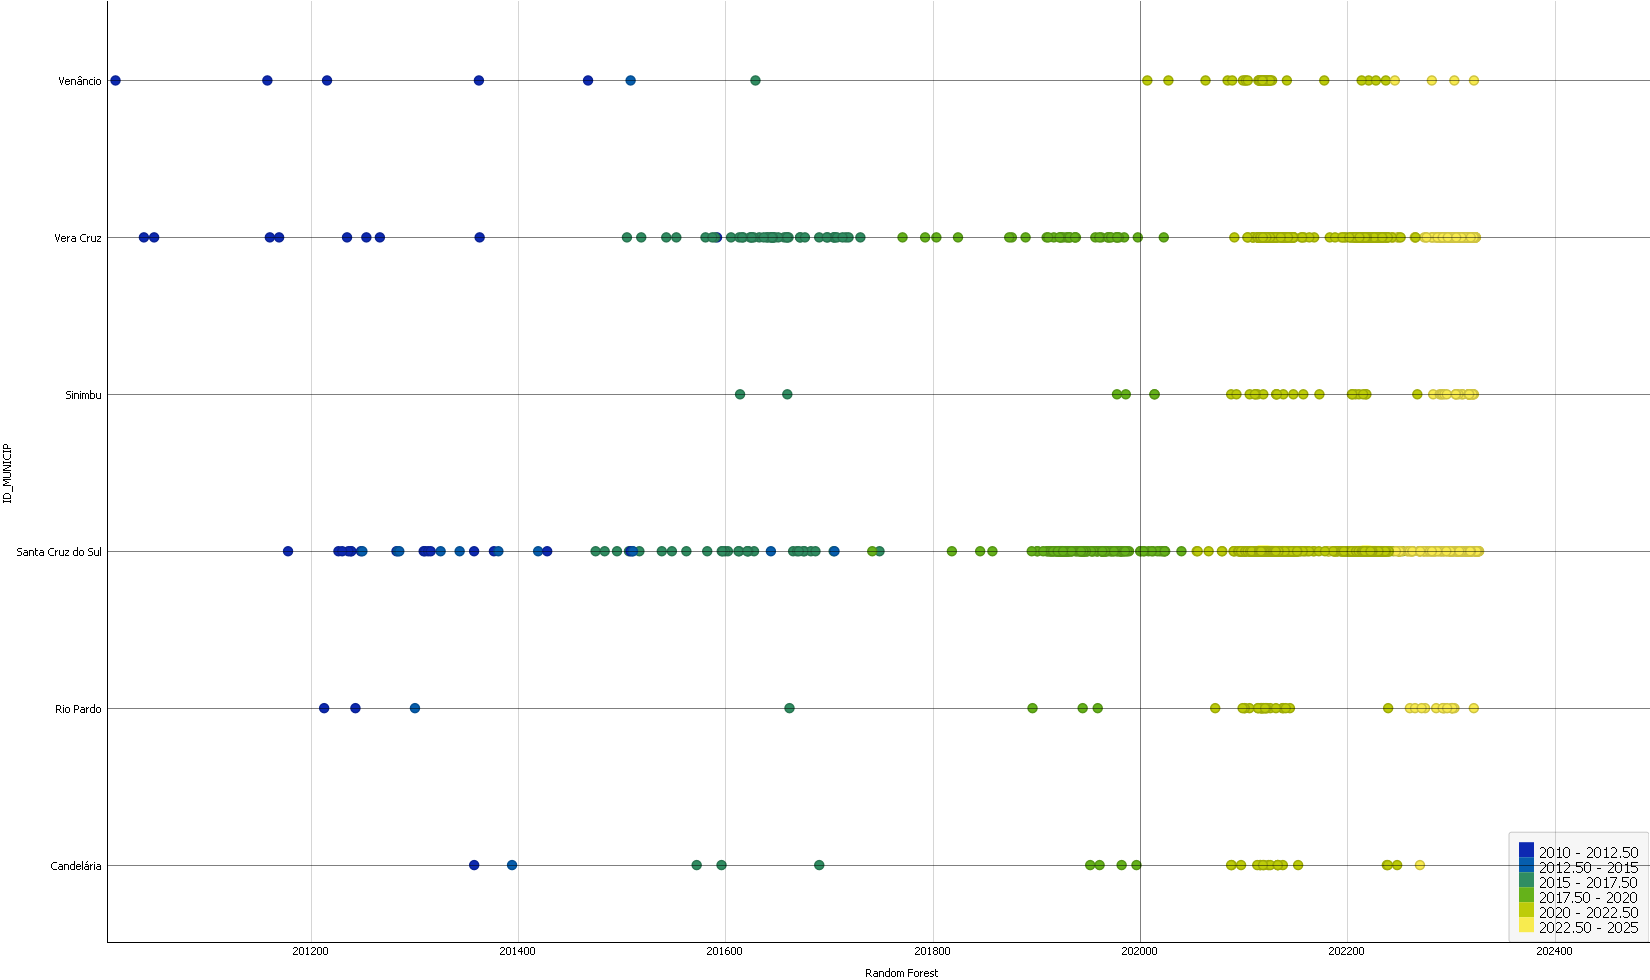 Venâncio
Vera Cruz
Sinimbu
Santa Cruz do Sul
Rio Pardo
Candelária
ID_MUNICIP
201200
201400
201600
201800
202000
202200
202400
Random Forest
2010 - 2012.50
2012.50 - 2015
2015 - 2017.50
2017.50 - 2020
2020 - 2022.50
2022.50 - 2025